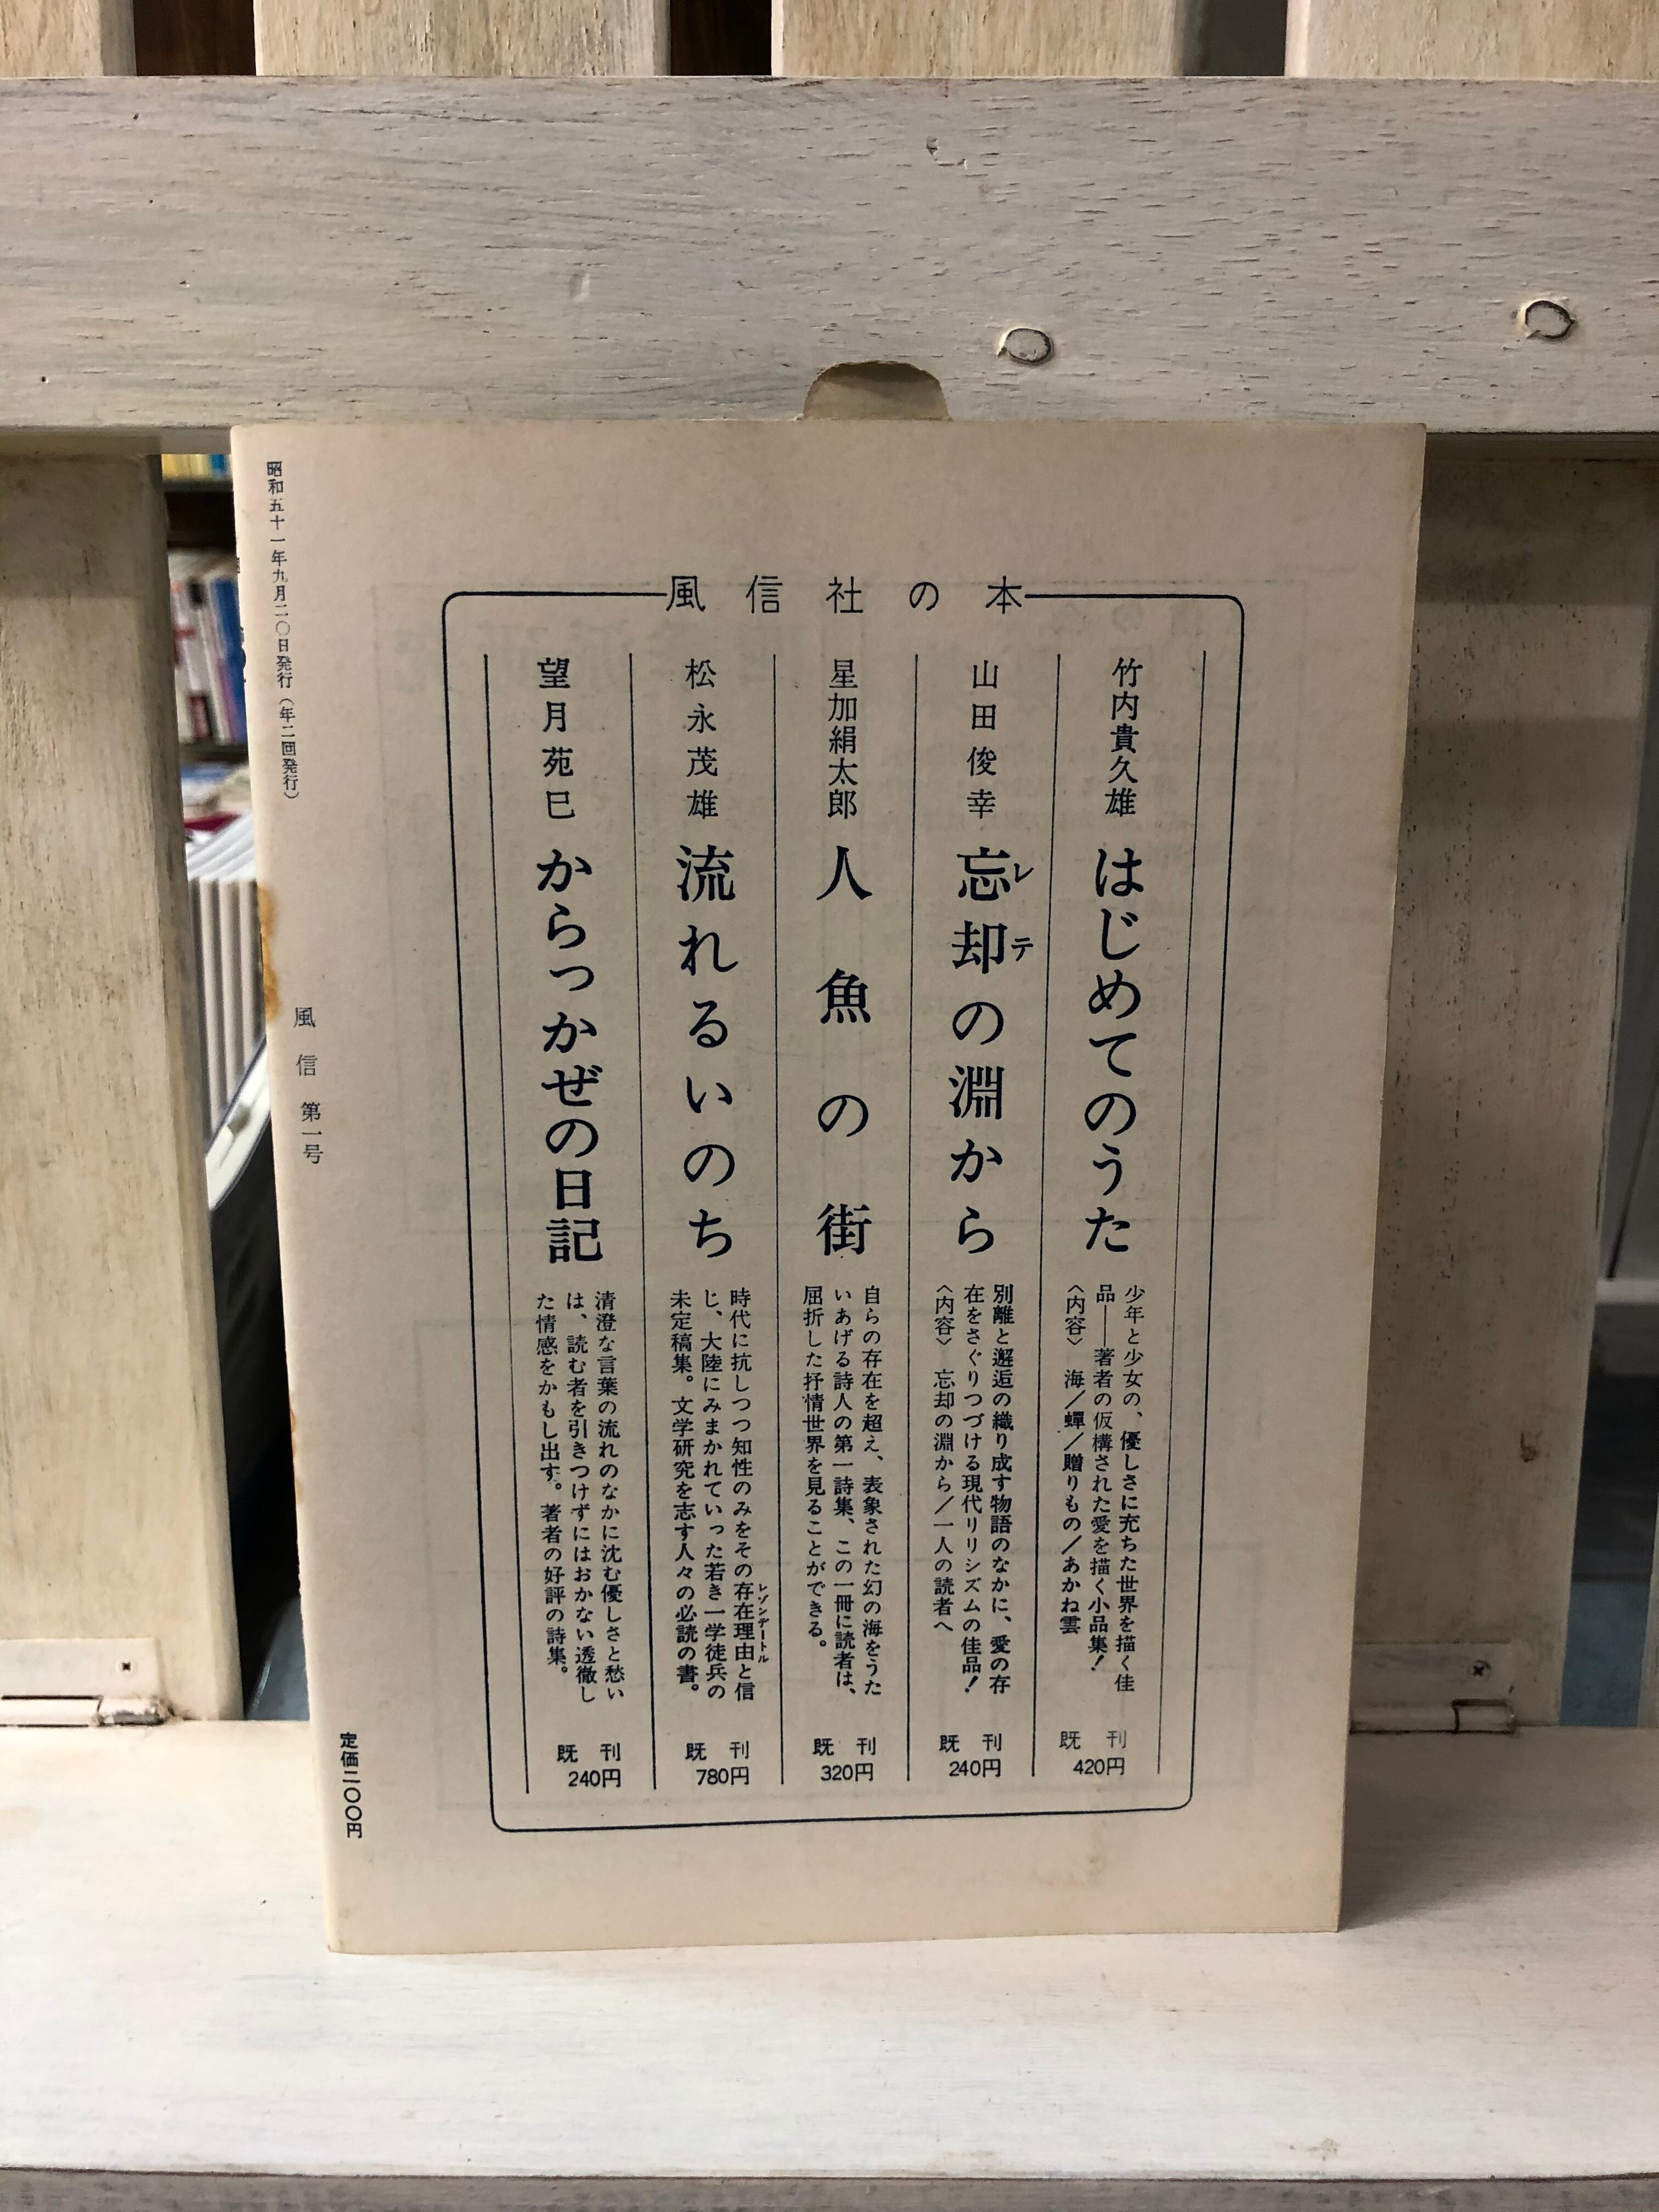 風信社の本
竹内貴久雄
はじめてのうた
少年と少女の、優しさに充ちた世界を描く佳
品――著者の仮構された愛を描く小品集！
〈内容〉 海／蟬／贈りもの／あかね雲
既刊
420円
山田俊幸
忘却の淵から
レテ
別離と邂逅の織り成す物語のなかに、愛の存
在をさぐりつづける現代リリシズムの佳品！
〈内容〉 忘却の淵から／一人の読者へ
既刊
240円
星加絹太郎
人魚の街
自らの存在を超え、表象された幻の海をうた
いあげる詩人の第一詩集、この一冊に読者は、
屈折した抒情世界を見ることができる。
既刊
320円
松永茂雄
流れるいのち
時代に抗しつつ知性のみをその存在理由と信
レゾンデートル
じ、大陸にみまかれていった若き一学徒兵の
未定稿集。文学研究を志す人々の必読の書。
既刊
780円
望月苑巳
からっかぜの日記
清澄な言葉の流れのなかに沈む優しさと愁い
は、読む者を引きつけずにはおかない透徹し
た情感をかもし出す。著者の好評の詩集。
既刊
240円
昭和五十一年九月二〇日発行（年二回発行）
風信 第一号
定価二〇〇円